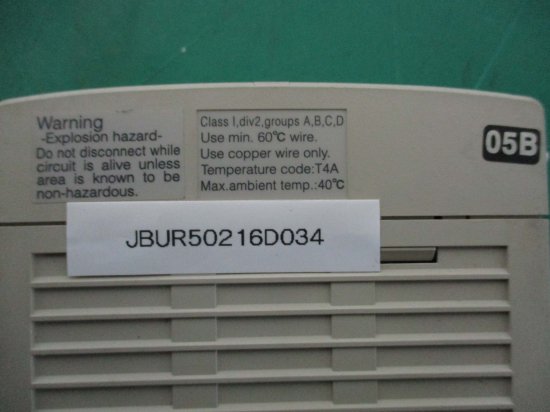 Warning
-Explosion hazard-
Do not disconnect while
circuit is alive unless
area is known to be
non-hazardous.
Class I,div2,groups A,B,C,D
Use min. 60℃ wire.
Use copper wire only.
Temperature code:T4A
Max.ambient temp.:40℃
05B
JBUR50216D034